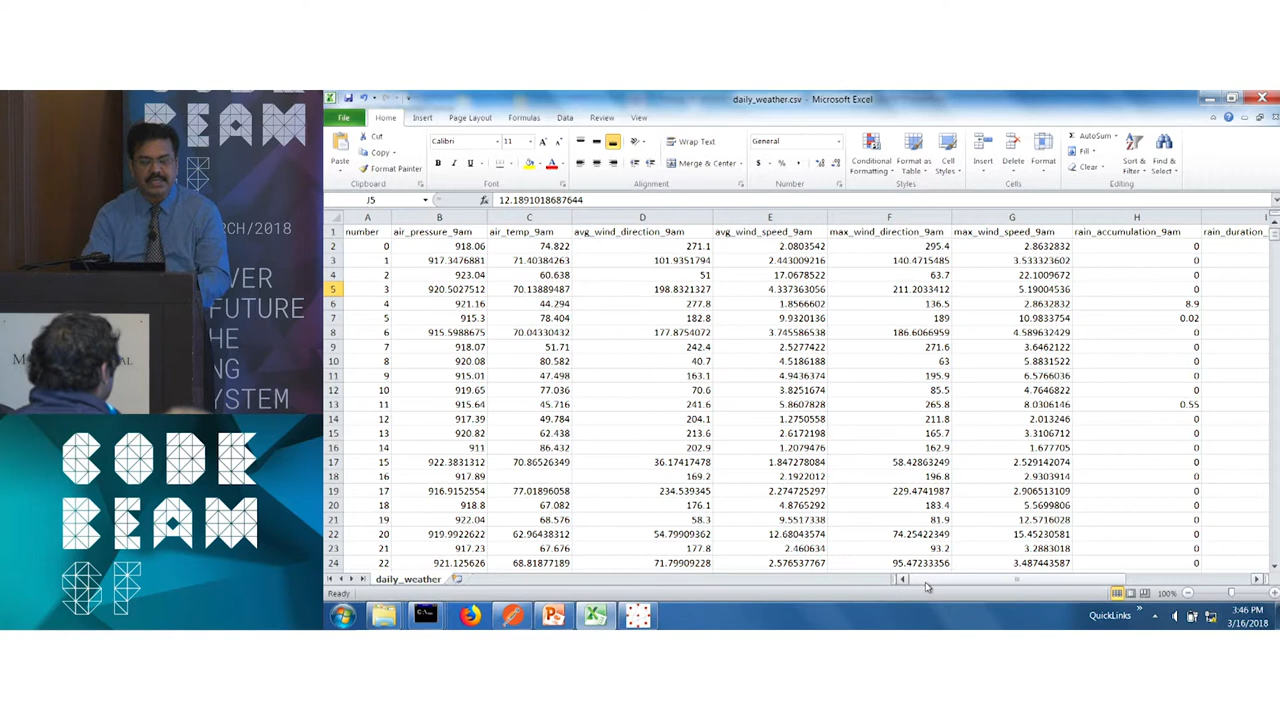 CODE
BEAM
RCH/2018
VER
FUTURE
HE
NG
SYSTEM
CODE
BEAM
SF
daily_weather.csv - Microsoft Excel
File Home Insert Page Layout Formulas Data Review View
Paste
Cut
Copy
Format Painter
Calibri 11
B I U
Wrap Text
Merge & Center
General
$ % ,
Conditional Formatting
Format as Table
Cell Styles
Insert
Delete
Format
AutoSum
Fill
Clear
Sort & Filter
Find & Select
Clipboard Font Alignment Number Styles Cells Editing
J5 fx 12.1891018687644
A B C D E F G H I
1 number air_pressure_9am air_temp_9am avg_wind_direction_9am avg_wind_speed_9am max_wind_direction_9am max_wind_speed_9am rain_accumulation_9am rain_duration_
2 0 918.06 74.822 271.1 2.0803542 295.4 2.8632832 0
3 1 917.3476881 71.40384263 101.9351794 2.443009216 140.4715485 3.533323602 0
4 2 923.04 60.638 51 17.0678522 63.7 22.1009672 0
5 3 920.5027512 70.13889487 198.8321327 4.337363056 211.2033412 5.19004536 0
6 4 921.16 44.294 277.8 1.8566602 136.5 2.8632832 8.9
7 5 915.3 78.404 182.8 9.9320136 189 10.9833754 0.02
8 6 915.5988675 70.04330432 177.8754072 3.745586538 186.6066959 4.589632429 0
9 7 918.07 51.71 242.4 2.5277422 271.6 3.6462122 0
10 8 920.08 80.582 40.7 4.5186188 63 5.8831522 0
11 9 915.01 47.498 163.1 4.9436374 195.9 6.5766036 0
12 10 919.65 77.036 70.6 3.8251674 85.5 4.7646822 0
13 11 915.64 45.716 241.6 5.8607828 265.8 8.0306146 0.55
14 12 917.39 49.784 204.1 1.2750558 211.8 2.013246 0
15 13 920.82 62.438 213.6 2.6172198 165.7 3.3106712 0
16 14 911 86.432 202.9 1.2079476 162.9 1.677705 0
17 15 922.3831312 70.86526349 36.17417478 1.847278084 58.42863249 2.529142074 0
18 16 917.89 169.2 2.1922012 196.8 2.9303914 0
19 17 916.9152554 77.01896058 234.539345 2.274725297 229.4741987 2.906513109 0
20 18 918.8 67.082 176.1 4.8765292 183.4 5.5699806 0
21 19 922.04 68.576 58.3 9.5517338 81.9 12.5716028 0
22 20 919.9922622 62.96438312 54.79909362 12.68043574 74.25422349 15.45230581 0
23 21 917.23 67.676 177.8 2.460634 93.2 3.2883018 0
24 22 921.125626 68.81877189 71.79909228 2.576537767 95.47233356 3.487443587 0
daily_weather
Ready 100%
QuickLinks
3:46 PM
3/16/2018